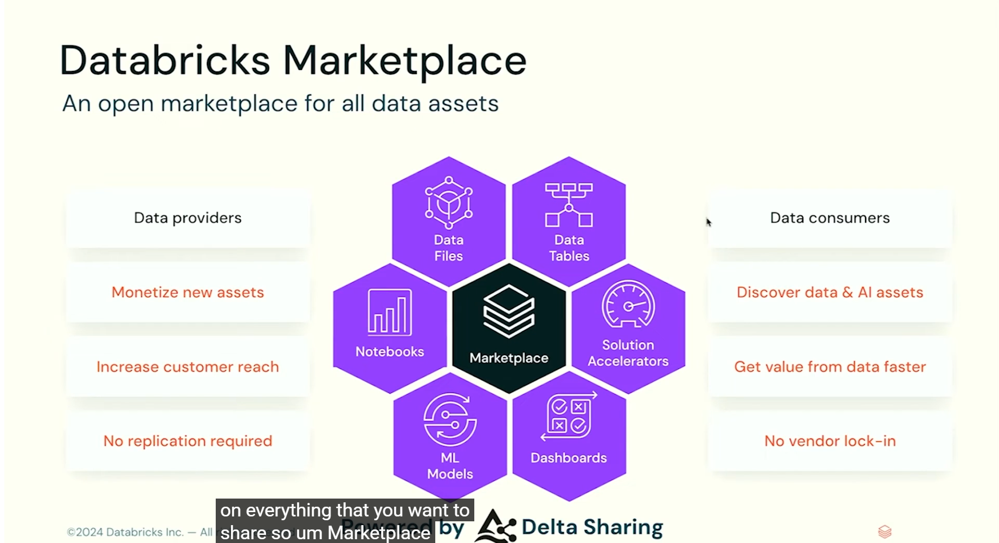 Databricks Marketplace
An open marketplace for all data assets
Data providers
Monetize new assets
Increase customer reach
No replication required
Data
Files
Data
Tables
Notebooks
Marketplace
Solution
Accelerators
ML
Models
Dashboards
Data consumers
Discover data & AI assets
Get value from data faster
No vendor lock-in
on everything that you want to
share so um Marketplace
©2024 Databricks Inc. — All
Powered by Delta Sharing